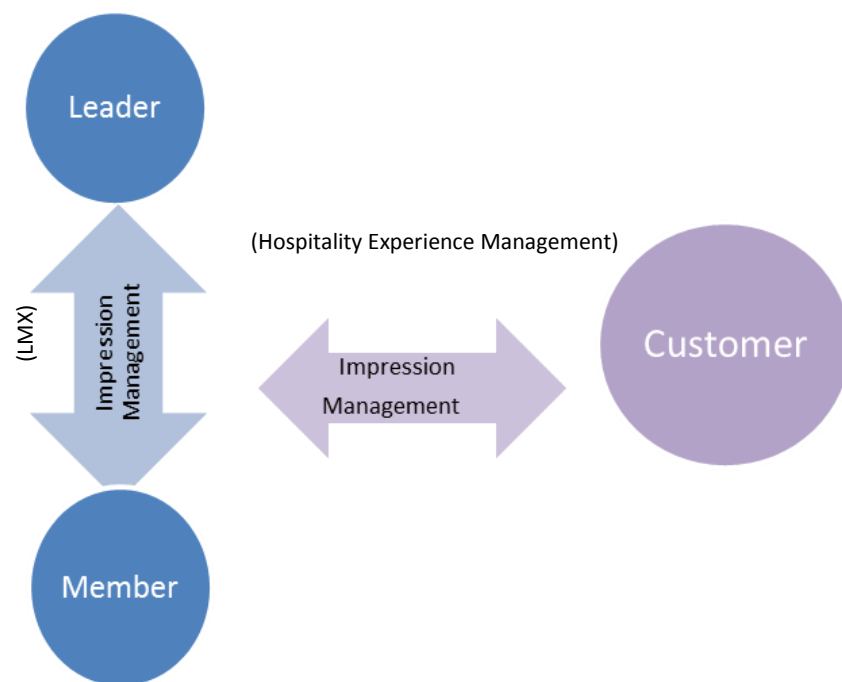 Leader
(Hospitality Experience Management)
(LMX)
Impression
Management
Customer
Impression
Management
Member